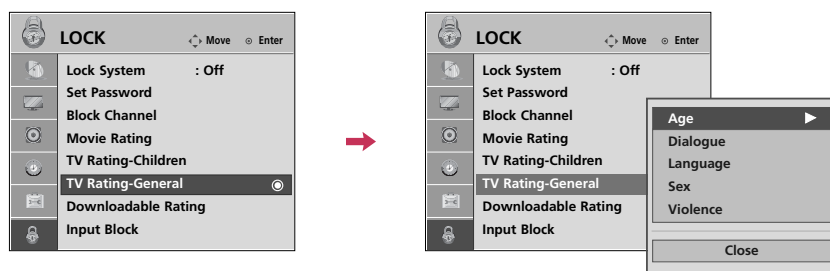 LOCK
Move Enter
Lock System : Off
Set Password
Block Channel
Movie Rating
TV Rating-Children
TV Rating-General
Downloadable Rating
Input Block
LOCK
Move Enter
Lock System : Off
Set Password
Block Channel
Movie Rating
TV Rating-Children
TV Rating-General
Downloadable Rating
Input Block
Age
Dialogue
Language
Sex
Violence
Close